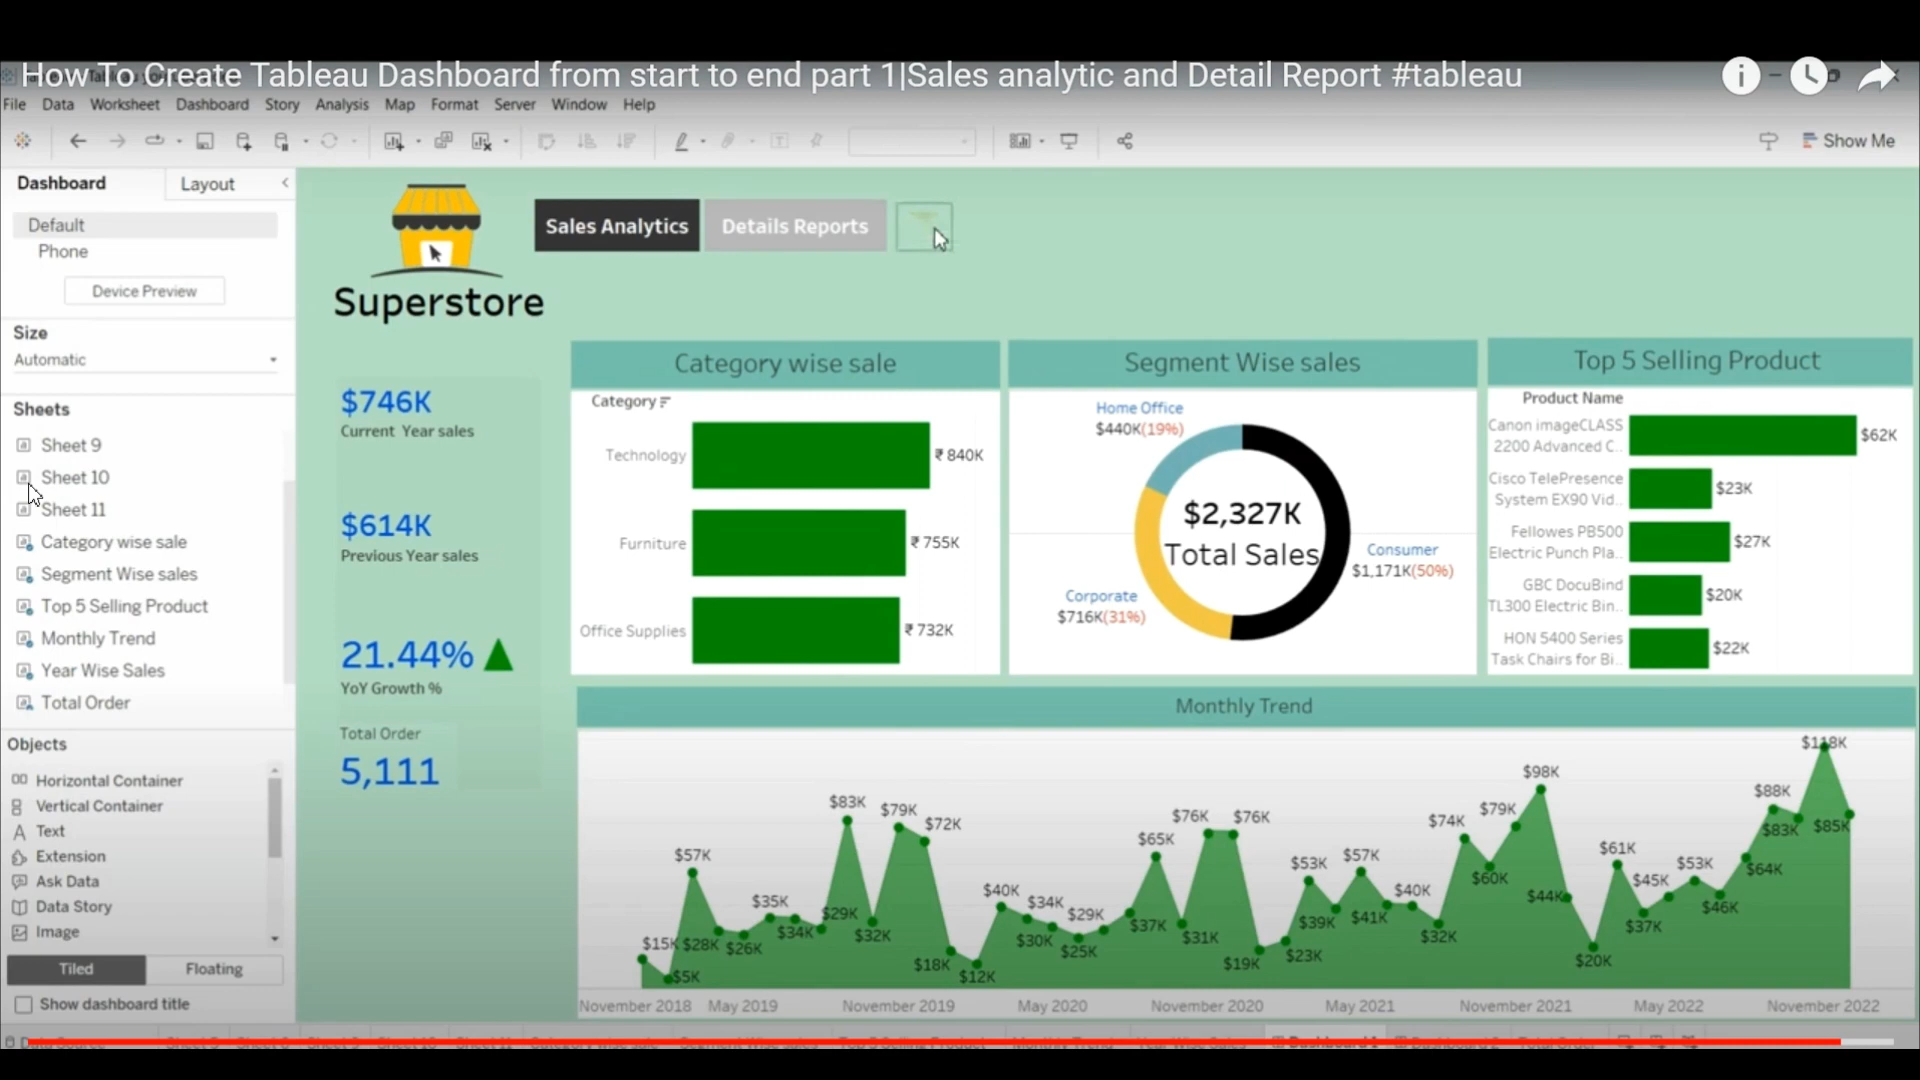 How To Create Tableau Dashboard from start to end part 1|Sales analytic and Detail Report #tableau
File Data Worksheet Dashboard Story Analysis Map Format Server Window Help
Show Me
Dashboard Layout
Default
Phone
Device Preview
Size
Automatic
Sheets
Sheet 9
Sheet 10
Sheet 11
Category wise sale
Segment Wise sales
Top 5 Selling Product
Monthly Trend
Year Wise Sales
Total Order
Objects
Horizontal Container
Vertical Container
Text
Extension
Ask Data
Data Story
Image
Tiled Floating
Show dashboard title
Superstore
Sales Analytics Details Reports
$746K
Current Year sales
$614K
Previous Year sales
21.44%
YoY Growth %
Total Order
5,111
Category wise sale
Category
Technology ₹ 840K
Furniture ₹ 755K
Office Supplies ₹ 732K
Segment Wise sales
Home Office
$440K(19%)
$2,327K
Total Sales
Consumer
$1,171K(50%)
Corporate
$716K(31%)
Top 5 Selling Product
Product Name
Canon imageCLASS
2200 Advanced C..
$62K
Cisco TelePresence
System EX90 Vid..
$23K
Fellowes PB500
Electric Punch Pla..
$27K
GBC DocuBind
TL300 Electric Bin..
$20K
HON 5400 Series
Task Chairs for Bi..
$22K
Monthly Trend
$15K $5K $57K $28K $26K $35K $34K $29K $83K $32K $79K $72K $18K $12K $40K $30K $34K $25K $29K $37K $65K $31K $76K $76K $19K $23K $53K $39K $57K $41K $40K $32K $74K $60K $79K $98K $44K $20K $61K $37K $45K $53K $46K $64K $88K $83K $118K $85K
November 2018 May 2019 November 2019 May 2020 November 2020 May 2021 November 2021 May 2022 November 2022